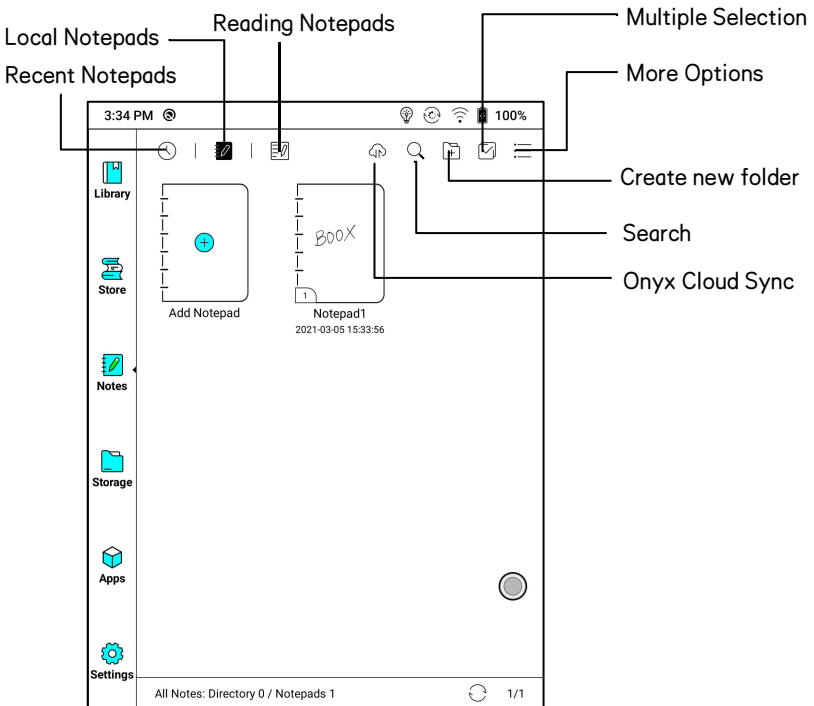 Local Notepads
Recent Notepads
Reading Notepads
Multiple Selection
More Options
Create new folder
Search
Onyx Cloud Sync
3:34 PM
100%
Library
Store
Notes
Storage
Apps
Settings
BOOX
1
Add Notepad
Notepad1
2021-03-05 15:33:56
All Notes: Directory 0 / Notepads 1
1/1